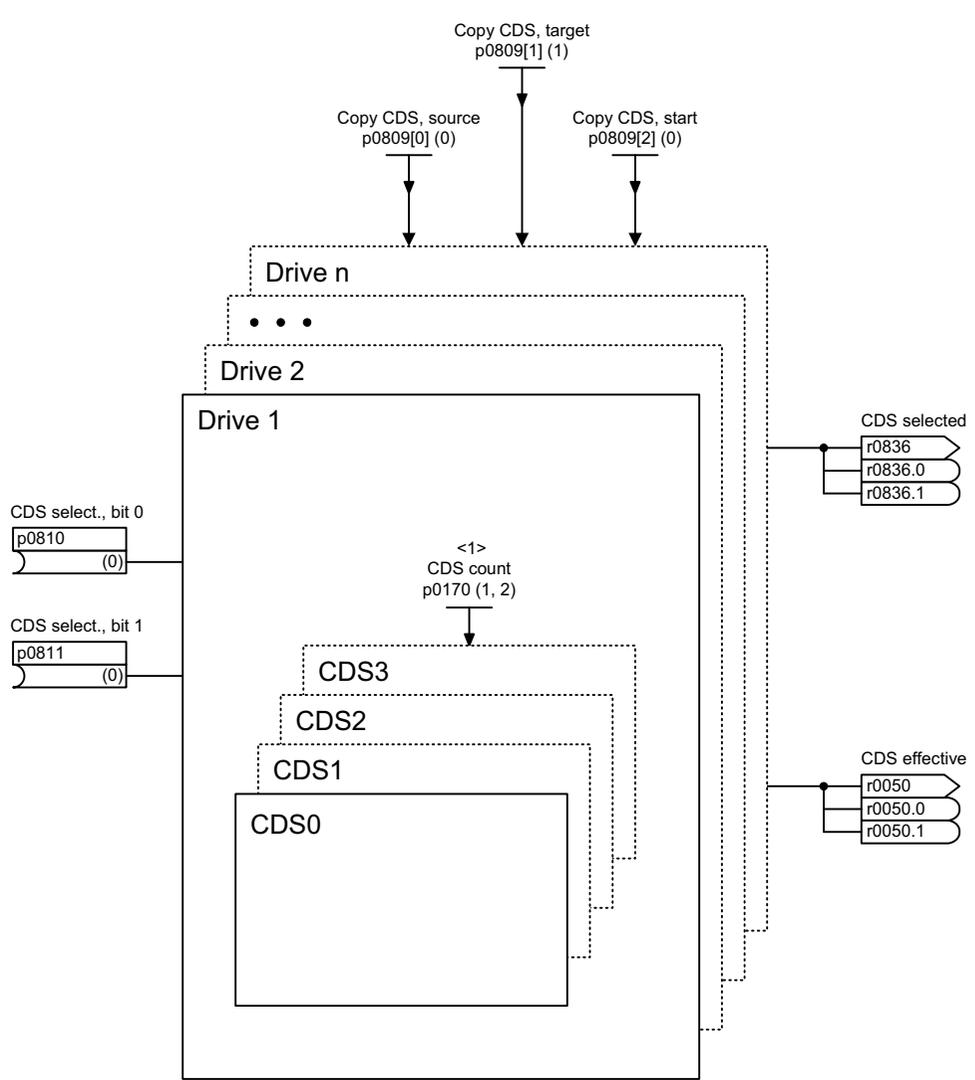 Copy CDS, target
p0809[1] (1)
Copy CDS, source
p0809[0] (0)
Copy CDS, start
p0809[2] (0)
Drive n
• • •
Drive 2
Drive 1
CDS selected
r0836
r0836.0
r0836.1
CDS select., bit 0
p0810
(0)
<1>
CDS count
p0170 (1, 2)
CDS select., bit 1
p0811
(0)
CDS3
CDS2
CDS1
CDS0
CDS effective
r0050
r0050.0
r0050.1